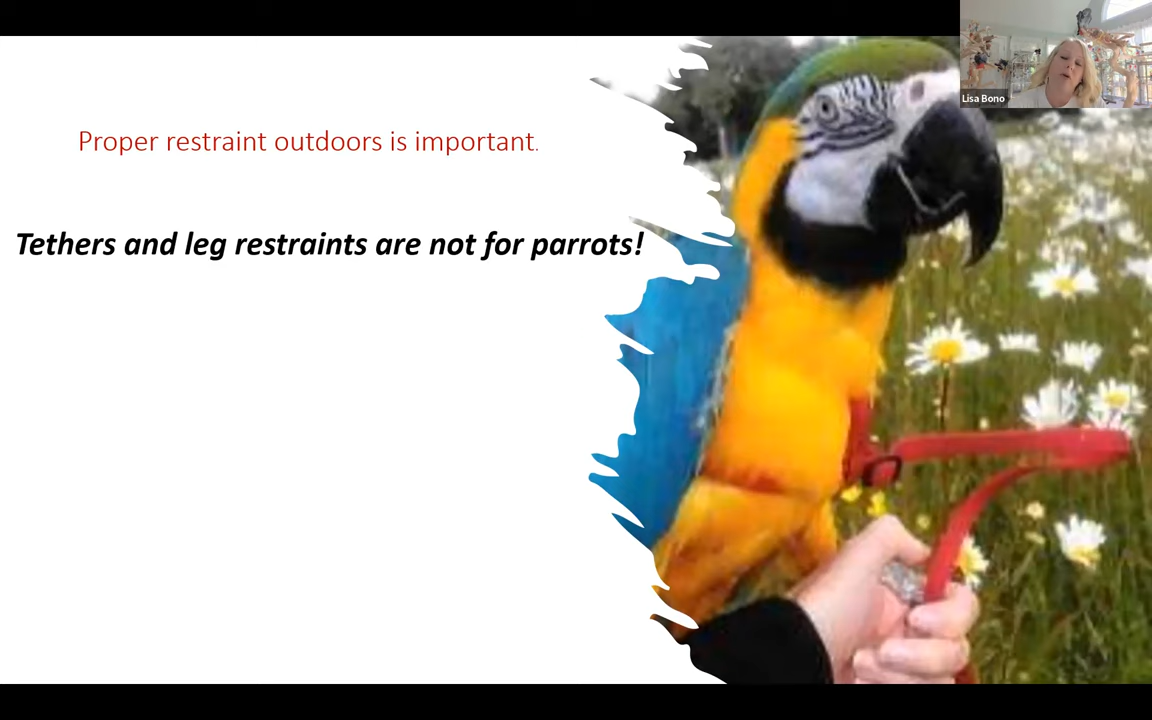 Lisa Bono
Proper restraint outdoors is important.
Tethers and leg restraints are not for parrots!